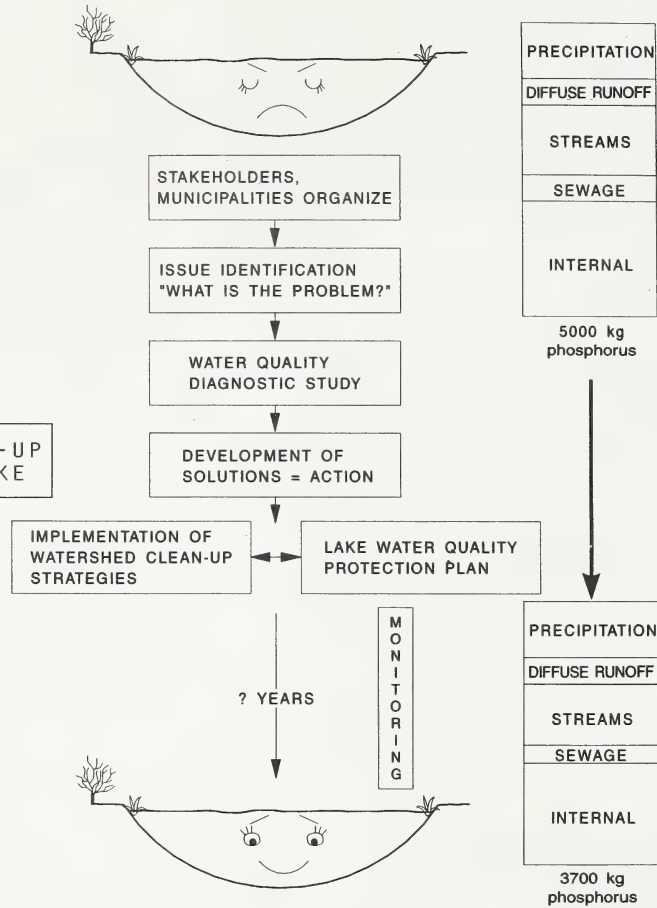 PRECIPITATION
DIFFUSE RUNOFF
STREAMS
SEWAGE
INTERNAL
5000 kg
phosphorus
STAKEHOLDERS,
MUNICIPALITIES ORGANIZE
ISSUE IDENTIFICATION
"WHAT IS THE PROBLEM?"
WATER QUALITY
DIAGNOSTIC STUDY
DEVELOPMENT OF
SOLUTIONS = ACTION
-UP
KE
IMPLEMENTATION OF
WATERSHED CLEAN-UP
STRATEGIES
LAKE WATER QUALITY
PROTECTION PLAN
? YEARS
MONITORING
PRECIPITATION
DIFFUSE RUNOFF
STREAMS
SEWAGE
INTERNAL
3700 kg
phosphorus